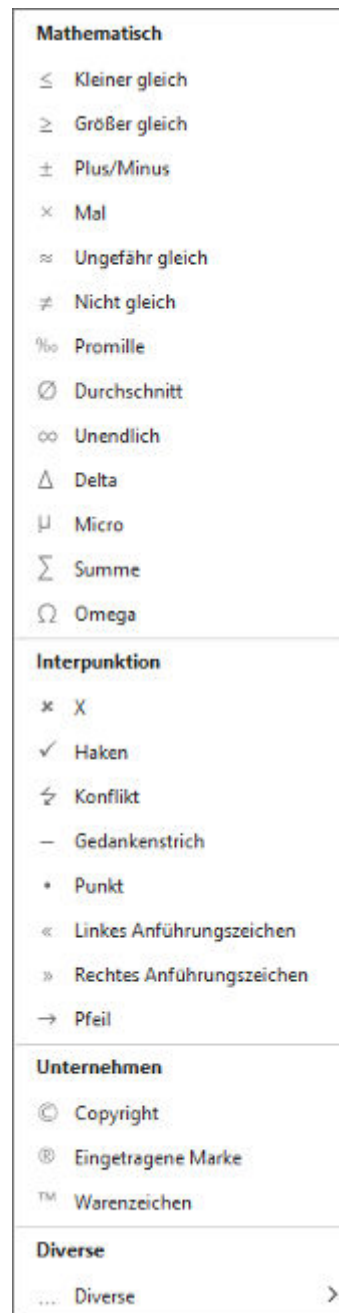 Mathematisch
≤ Kleiner gleich
≥ Größer gleich
± Plus/Minus
× Mal
≈ Ungefähr gleich
≠ Nicht gleich
‰ Promille
∅ Durchschnitt
∞ Unendlich
Δ Delta
µ Micro
∑ Summe
Ω Omega
Interpunktion
✖ X
✓ Haken
↯ Konflikt
– Gedankenstrich
• Punkt
« Linkes Anführungszeichen
» Rechtes Anführungszeichen
→ Pfeil
Unternehmen
© Copyright
® Eingetragene Marke
™ Warenzeichen
Diverse
... Diverse >